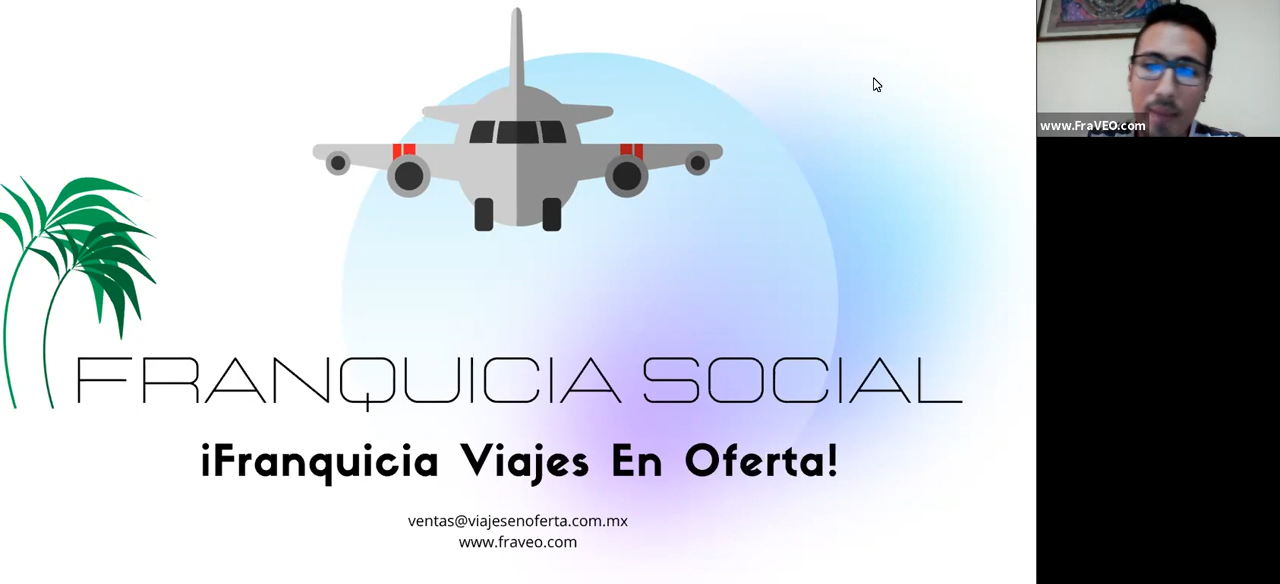 FRANQUICIA SOCIAL
¡Franquicia Viajes En Oferta!
ventas@viajesenoferta.com.mx
www.fraveo.com
www.FraVEO.com